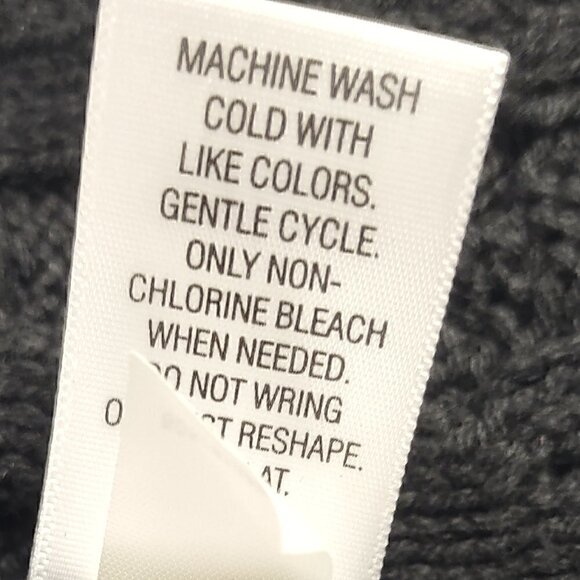 MACHINE WASH
COLD WITH
LIKE COLORS.
GENTLE CYCLE.
ONLY NON-
CHLORINE BLEACH
WHEN NEEDED.
NOT WRING
RESHAPE.